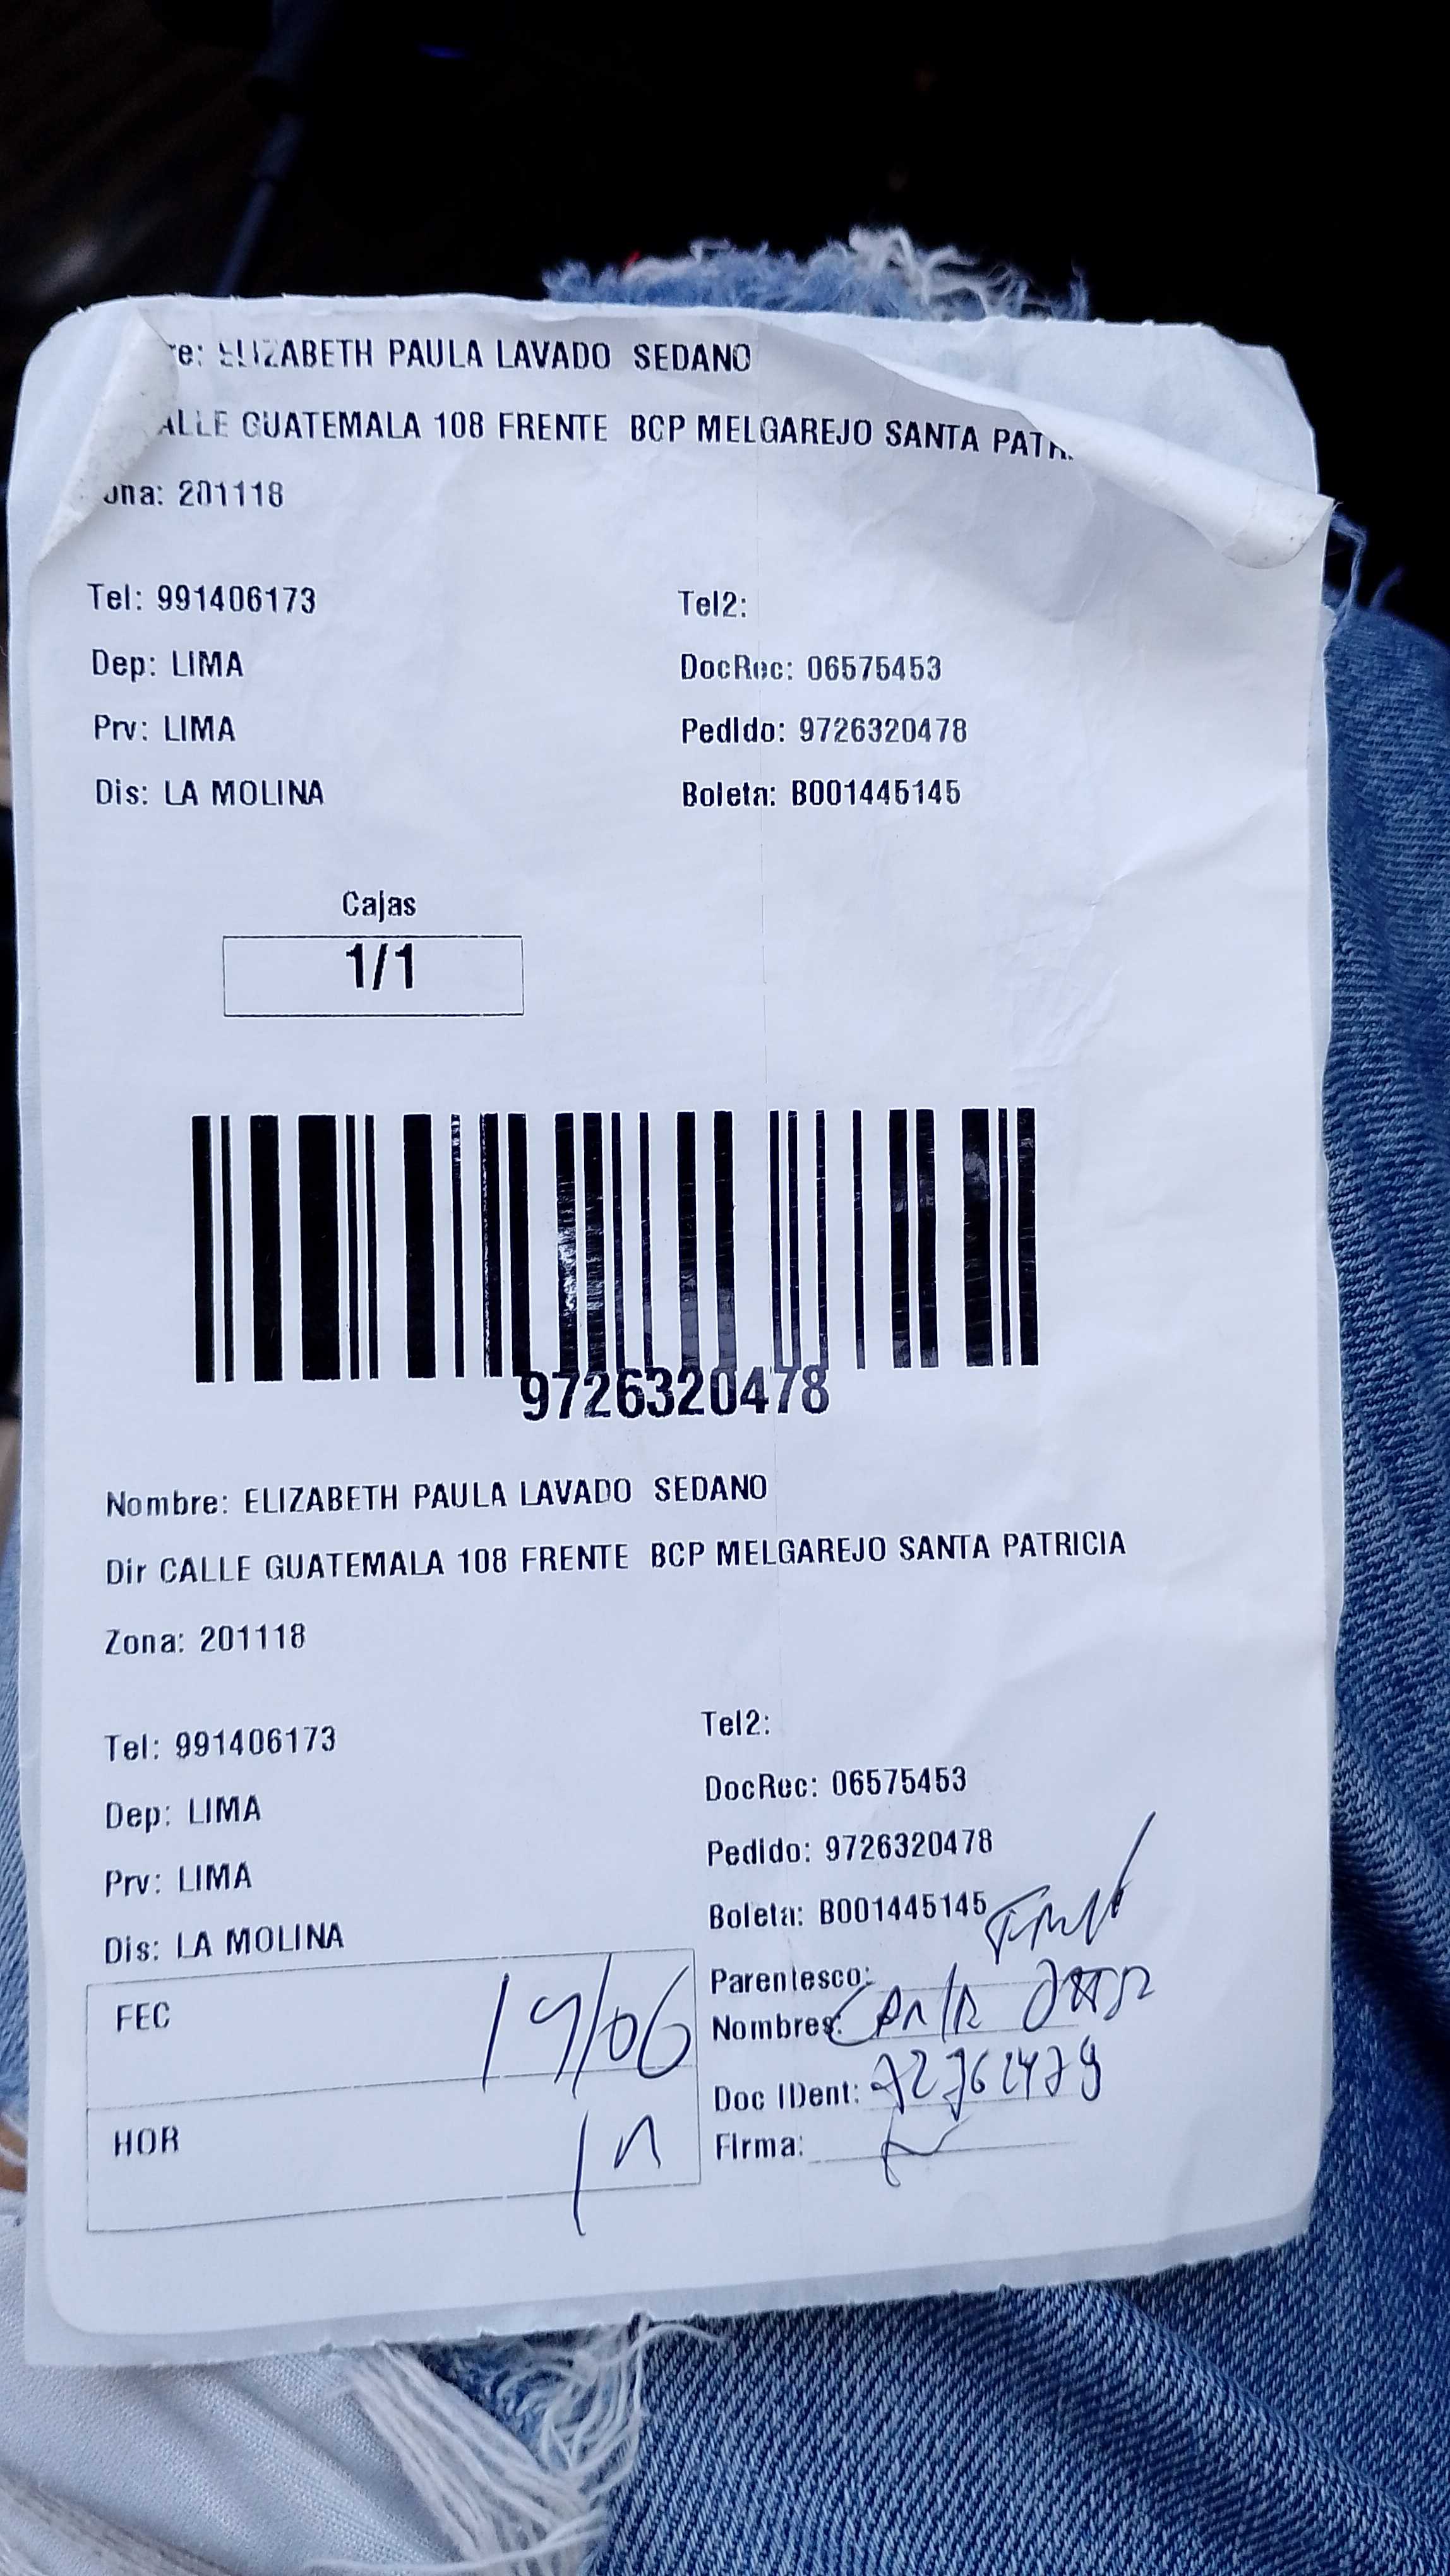 re: ELIZABETH PAULA LAVADO SEDANO
ALLE GUATEMALA 108 FRENTE BCP MELGAREJO SANTA PATR
ona: 201118
Tel: 991406173
Tel2:
Dep: LIMA
DocRec: 06575453
Prv: LIMA
Pedido: 9726320478
Dis: LA MOLINA
Boleta: B001445145
Cajas
1/1
9726320478
Nombre: ELIZABETH PAULA LAVADO SEDANO
Dir CALLE GUATEMALA 108 FRENTE BCP MELGAREJO SANTA PATRICIA
Zona: 201118
Tel: 991406173
Tel2:
Dep: LIMA
DocRec: 06575453
Prv: LIMA
Pedido: 9726320478
Dis: LA MOLINA
Boleta: B001445145
FEC 19/06
Parentesco:
Nombres:
Doc IDent:
HOR
Firma: